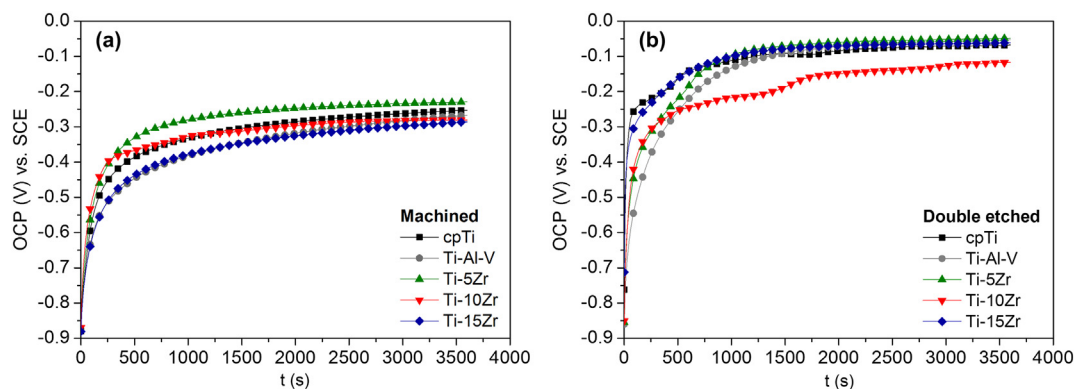 (a)
0.0
-0.1
-0.2
-0.3
-0.4
-0.5
-0.6
-0.7
-0.8
-0.9
OCP (V) vs. SCE
Machined
cpTi
Ti-Al-V
Ti-5Zr
Ti-10Zr
Ti-15Zr
0 500 1000 1500 2000 2500 3000 3500 4000
t (s)
(b)
0.0
-0.1
-0.2
-0.3
-0.4
-0.5
-0.6
-0.7
-0.8
-0.9
OCP (V) vs. SCE
Double etched
cpTi
Ti-Al-V
Ti-5Zr
Ti-10Zr
Ti-15Zr
0 500 1000 1500 2000 2500 3000 3500 4000
t (s)